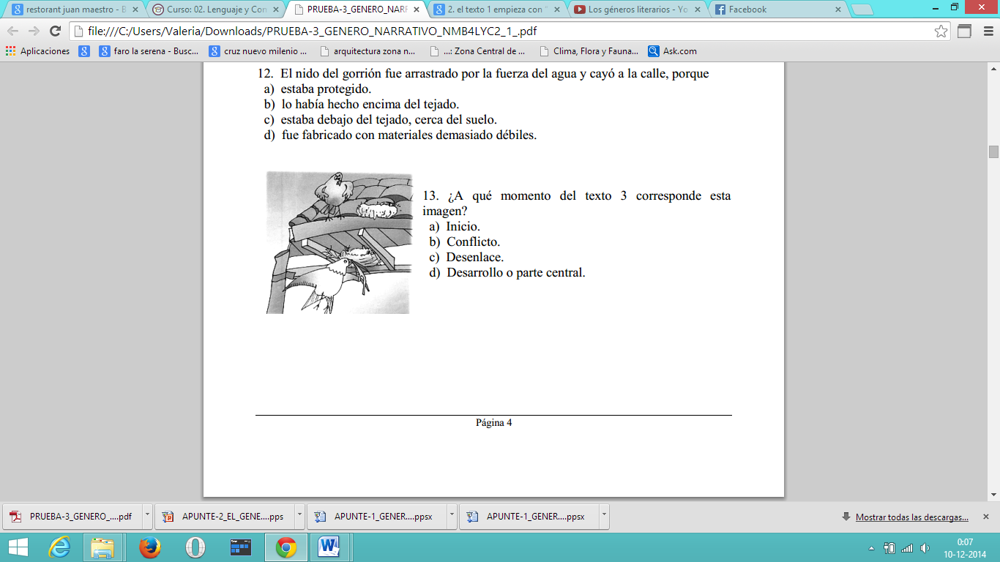 restorant juan maestro - B
Curso: 02. Lenguaje y Con
PRUEBA-3_GENERO_NARR
2. el texto 1 empieza con "
Los géneros literarios - Yo
Facebook
file:///C:/Users/Valeria/Downloads/PRUEBA-3_GENERO_NARRATIVO_NMB4LYC2_1_.pdf
Aplicaciones
faro la serena - Busc...
cruz nuevo milenio ...
arquitectura zona n...
...: Zona Central de ...
Clima, Flora y Fauna...
Ask.com
12. El nido del gorrión fue arrastrado por la fuerza del agua y cayó a la calle, porque
a) estaba protegido.
b) lo había hecho encima del tejado.
c) estaba debajo del tejado, cerca del suelo.
d) fue fabricado con materiales demasiado débiles.
13. ¿A qué momento del texto 3 corresponde esta
imagen?
a) Inicio.
b) Conflicto.
c) Desenlace.
d) Desarrollo o parte central.
Página 4
PRUEBA-3_GENERO_....pdf
APUNTE-2_EL_GENE....pps
APUNTE-1_GENER....ppsx
APUNTE-1_GENER....ppsx
Mostrar todas las descargas...
0:07
10-12-2014